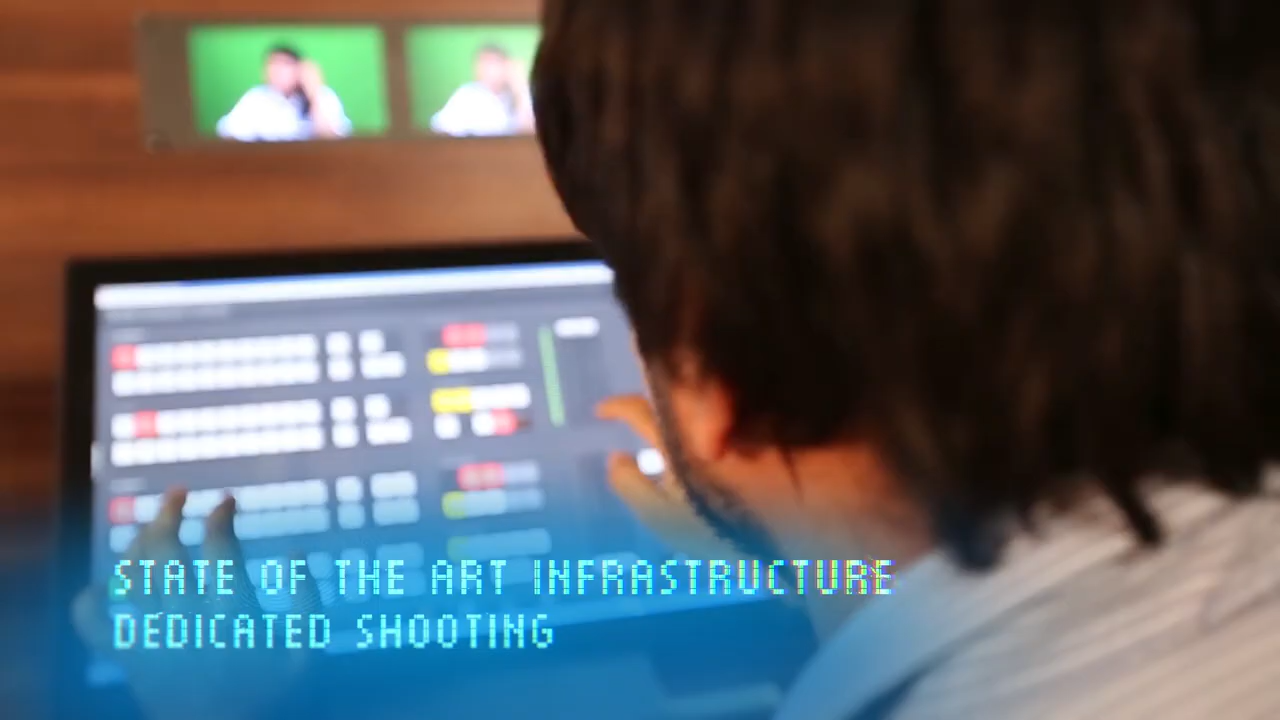 STATE OF THE ART INFRASTRUCTURE
DEDICATED SHOOTING